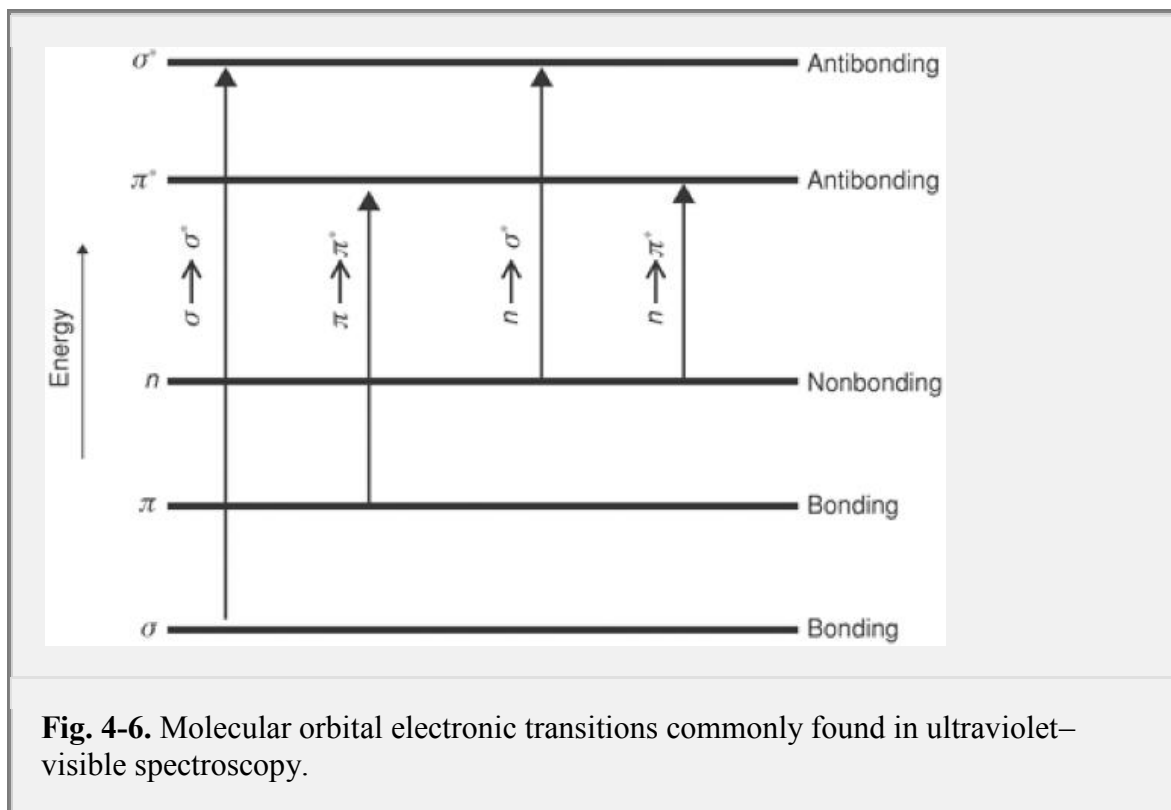 σ* Antibonding
π* Antibonding
σ → σ*
π → π*
n → σ*
n → π*
Energy
n Nonbonding
π Bonding
σ Bonding
Fig. 4-6. Molecular orbital electronic transitions commonly found in ultraviolet–
visible spectroscopy.